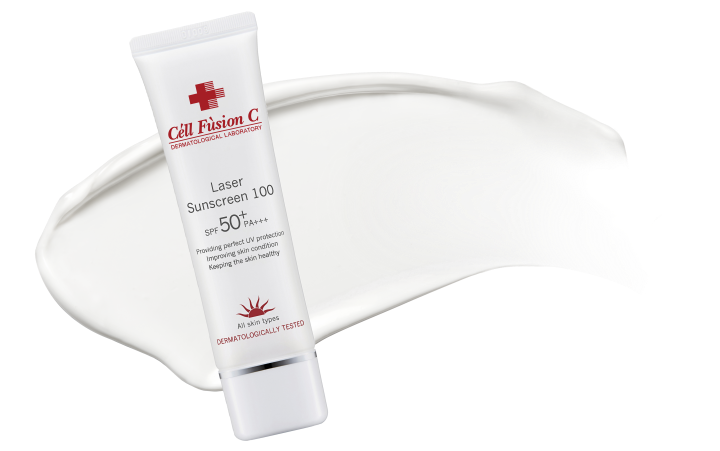 Céll Fùsion C
DERMATOLOGICAL LABORATORY
Laser
Sunscreen 100
SPF 50+ PA+++
Providing perfect UV protection
Improving skin condition
Keeping the skin healthy
All skin types
DERMATOLOGICALLY TESTED